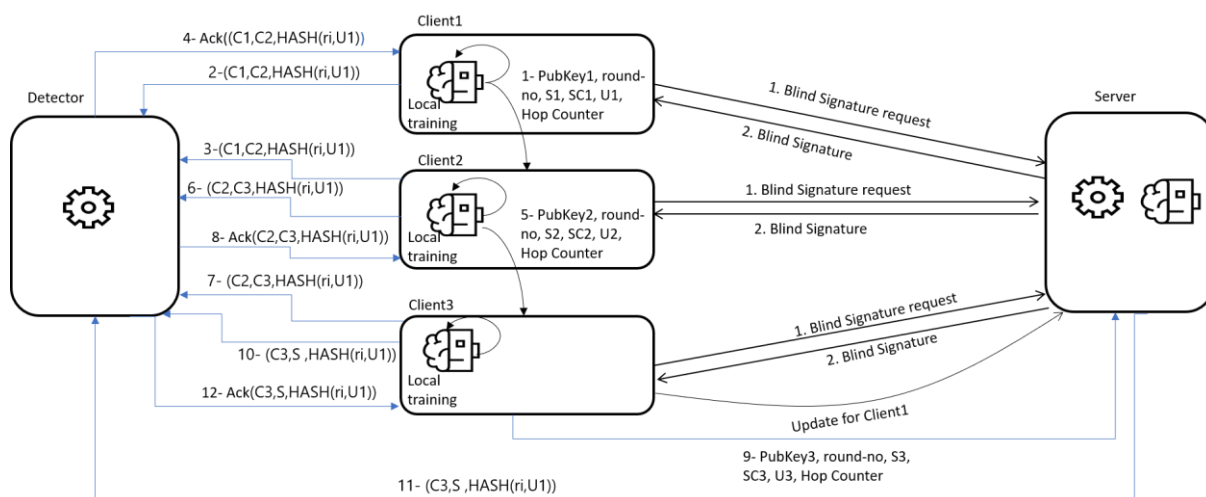 Client1
4- Ack((C1,C2,HASH(ri,U1))
2-(C1,C2,HASH(ri,U1))
1- PubKey1, round-
no, S1, SC1, U1,
Hop Counter
Local
training
Detector
Server
1. Blind Signature request
2. Blind Signature
3-(C1,C2,HASH(ri,U1))
Client2
6- (C2,C3,HASH(ri,U1))
5- PubKey2, round-
no, S2, SC2, U2,
Hop Counter
Local
training
1. Blind Signature request
2. Blind Signature
8- Ack(C2,C3,HASH(ri,U1))
7- (C2,C3,HASH(ri,U1))
Client3
10- (C3,S ,HASH(ri,U1))
Local
training
12- Ack(C3,S,HASH(ri,U1))
1. Blind Signature request
2. Blind Signature
Update for Client1
9- PubKey3, round-no, S3,
SC3, U3, Hop Counter
11- (C3,S ,HASH(ri,U1))